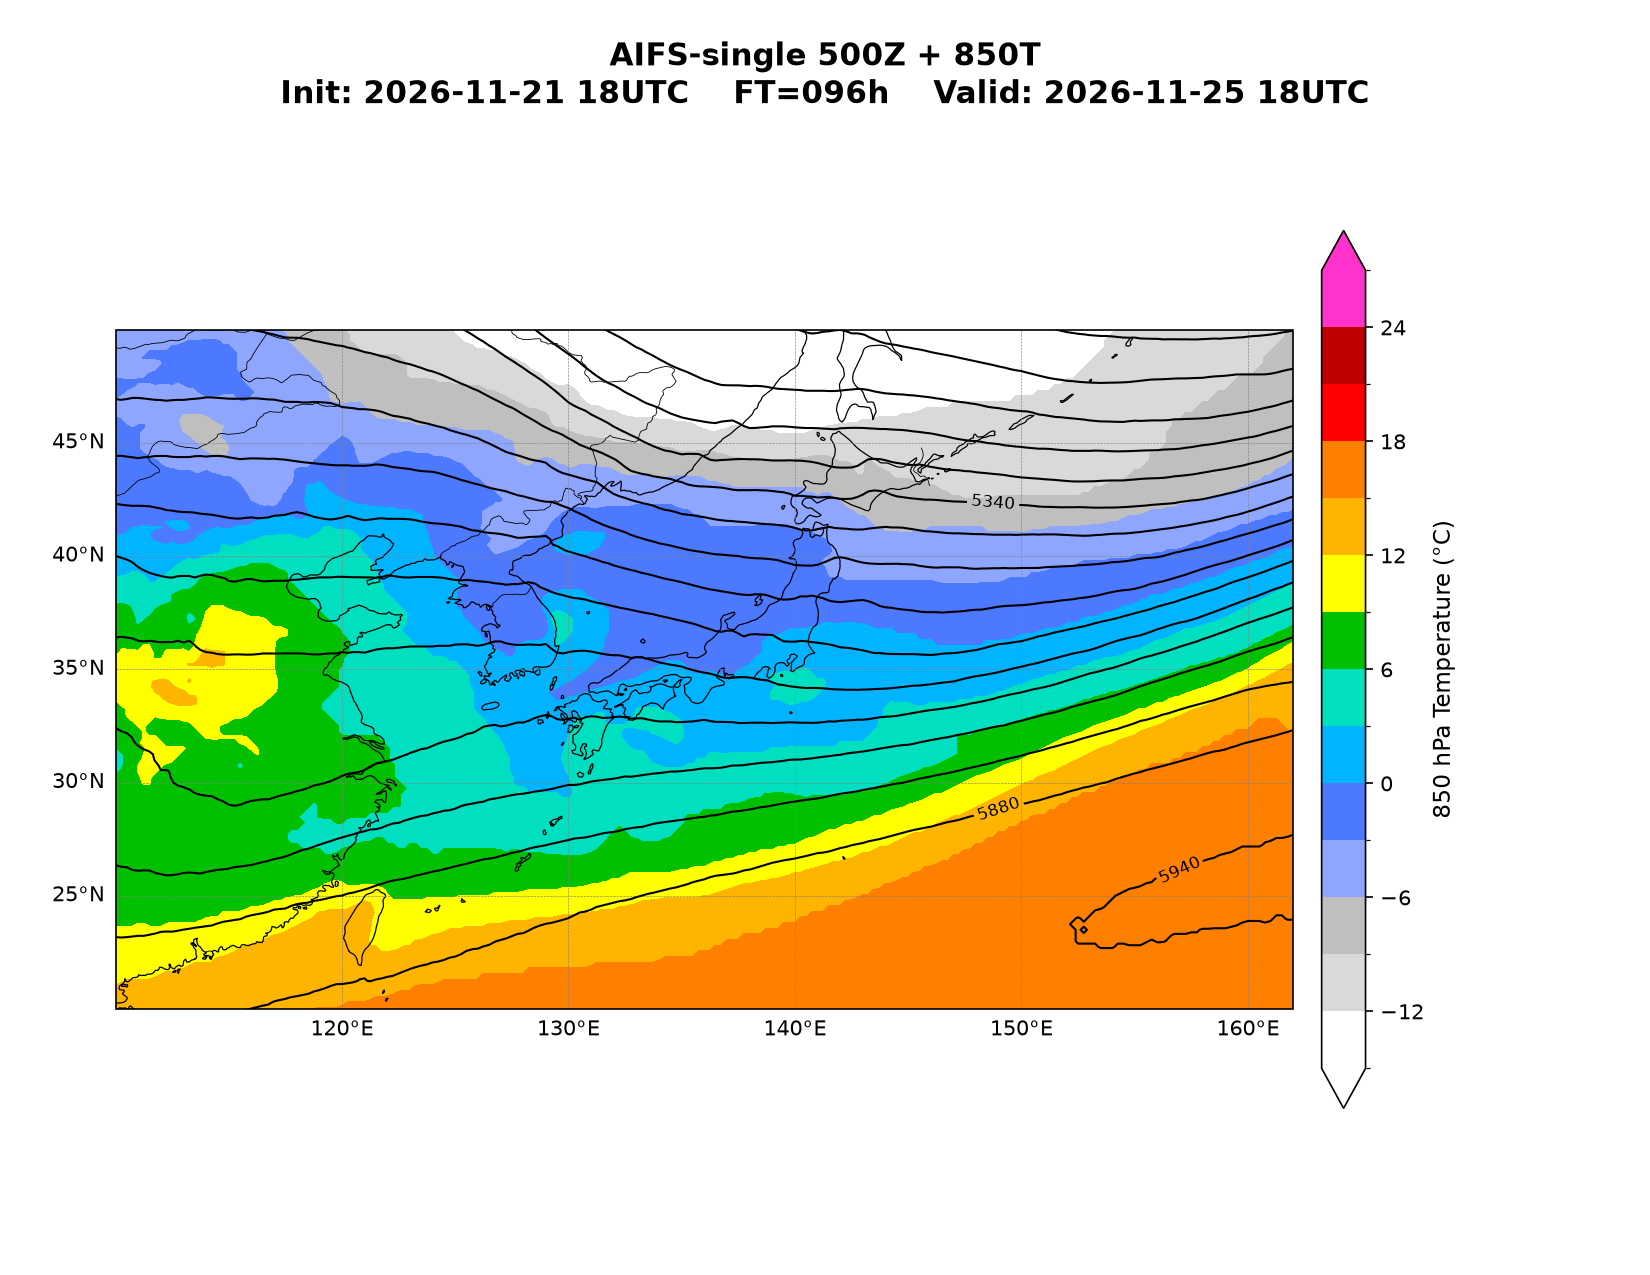 AIFS-single 500Z + 850T
Init: 2026-11-21 18UTC    FT=096h    Valid: 2026-11-25 18UTC
24
18
12
6
0
−6
−12
850 hPa Temperature (°C)
45°N
40°N
35°N
30°N
25°N
5340
5880
5940
120°E
130°E
140°E
150°E
160°E